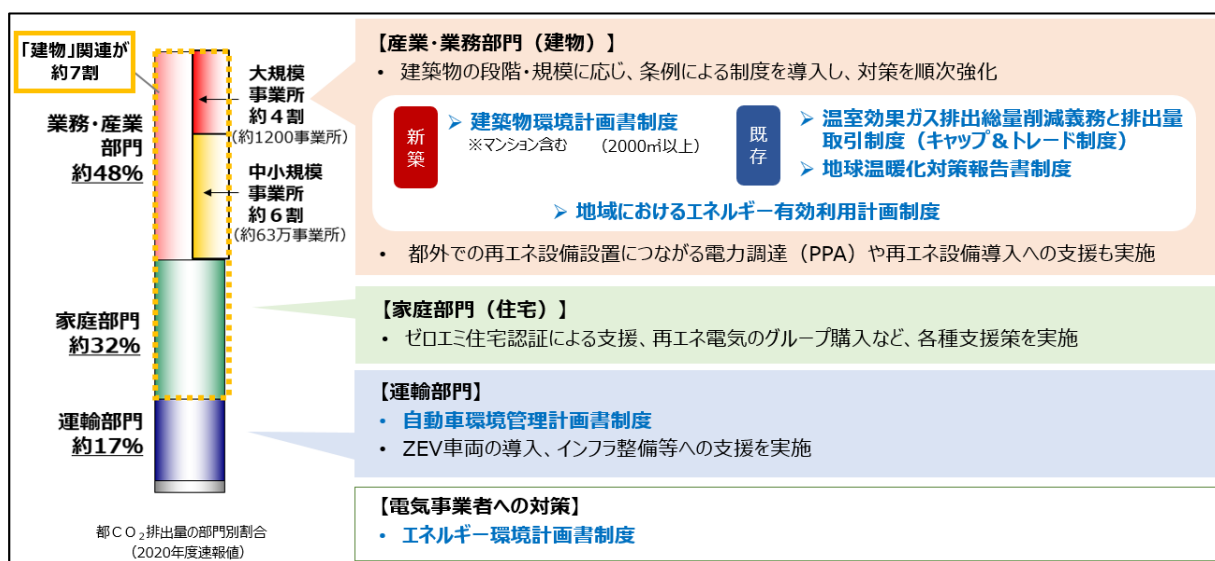 「建物」関連が
約7割
業務・産業
部門
約48%
大規模
事業所
約４割
(約1200事業所)
中小規模
事業所
約６割
(約63万事業所)
家庭部門
約32%
運輸部門
約17%
都ＣＯ₂排出量の部門別割合
（2020年度速報値）
【産業・業務部門（建物）】
• 建築物の段階・規模に応じ、条例による制度を導入し、対策を順次強化
新築
➢ 建築物環境計画書制度
※マンション含む （2000㎡以上）
既存
➢ 温室効果ガス排出総量削減義務と排出量
取引制度（キャップ＆トレード制度）
➢ 地球温暖化対策報告書制度
➢ 地域におけるエネルギー有効利用計画制度
• 都外での再エネ設備設置につながる電力調達（PPA）や再エネ設備導入への支援も実施
【家庭部門（住宅）】
• ゼロエミ住宅認証による支援、再エネ電気のグループ購入など、各種支援策を実施
【運輸部門】
• 自動車環境管理計画書制度
• ZEV車両の導入、インフラ整備等への支援を実施
【電気事業者への対策】
• エネルギー環境計画書制度